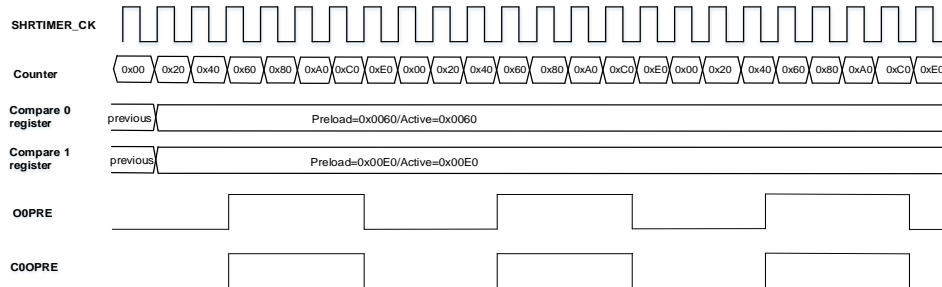 SHRTIMER_CK
Counter 0x00 0x20 0x40 0x60 0x80 0xA0 0xC0 0xE0 0x00 0x20 0x40 0x60 0x80 0xA0 0xC0 0xE0 0x00 0x20 0x40 0x60 0x80 0xA0 0xC0 0xE0
Compare 0
register previous Preload=0x0060/Active=0x0060
Compare 1
register previous Preload=0x00E0/Active=0x00E0
O0PRE
C0OPRE